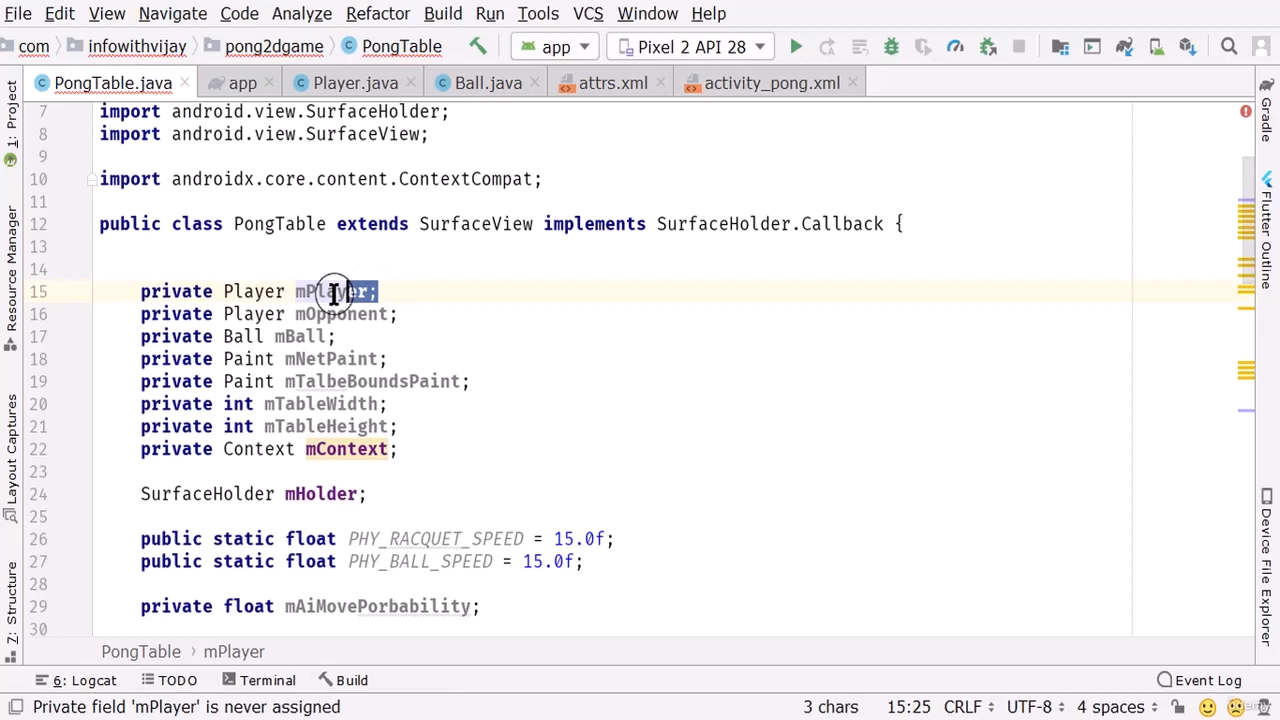 File Edit View Navigate Code Analyze Refactor Build Run Tools VCS Window Help
com infowithvijay pong2dgame PongTable app Pixel 2 API 28
PongTable.java app Player.java Ball.java attrs.xml activity_pong.xml
1: Project
Resource Manager
Layout Captures
7: Structure
7 import android.view.SurfaceHolder;
8 import android.view.SurfaceView;
9
10 import androidx.core.content.ContextCompat;
11
12 public class PongTable extends SurfaceView implements SurfaceHolder.Callback {
13
14
15 private Player mPlayer;
16 private Player mOpponent;
17 private Ball mBall;
18 private Paint mNetPaint;
19 private Paint mTalbeBoundsPaint;
20 private int mTableWidth;
21 private int mTableHeight;
22 private Context mContext;
23
24 SurfaceHolder mHolder;
25
26 public static float PHY_RACQUET_SPEED = 15.0f;
27 public static float PHY_BALL_SPEED = 15.0f;
28
29 private float mAiMovePorbability;
30
Gradle
Flutter Outline
Device File Explorer
PongTable mPlayer
6: Logcat TODO Terminal Build Event Log
Private field 'mPlayer' is never assigned 3 chars 15:25 CRLF UTF-8 4 spaces